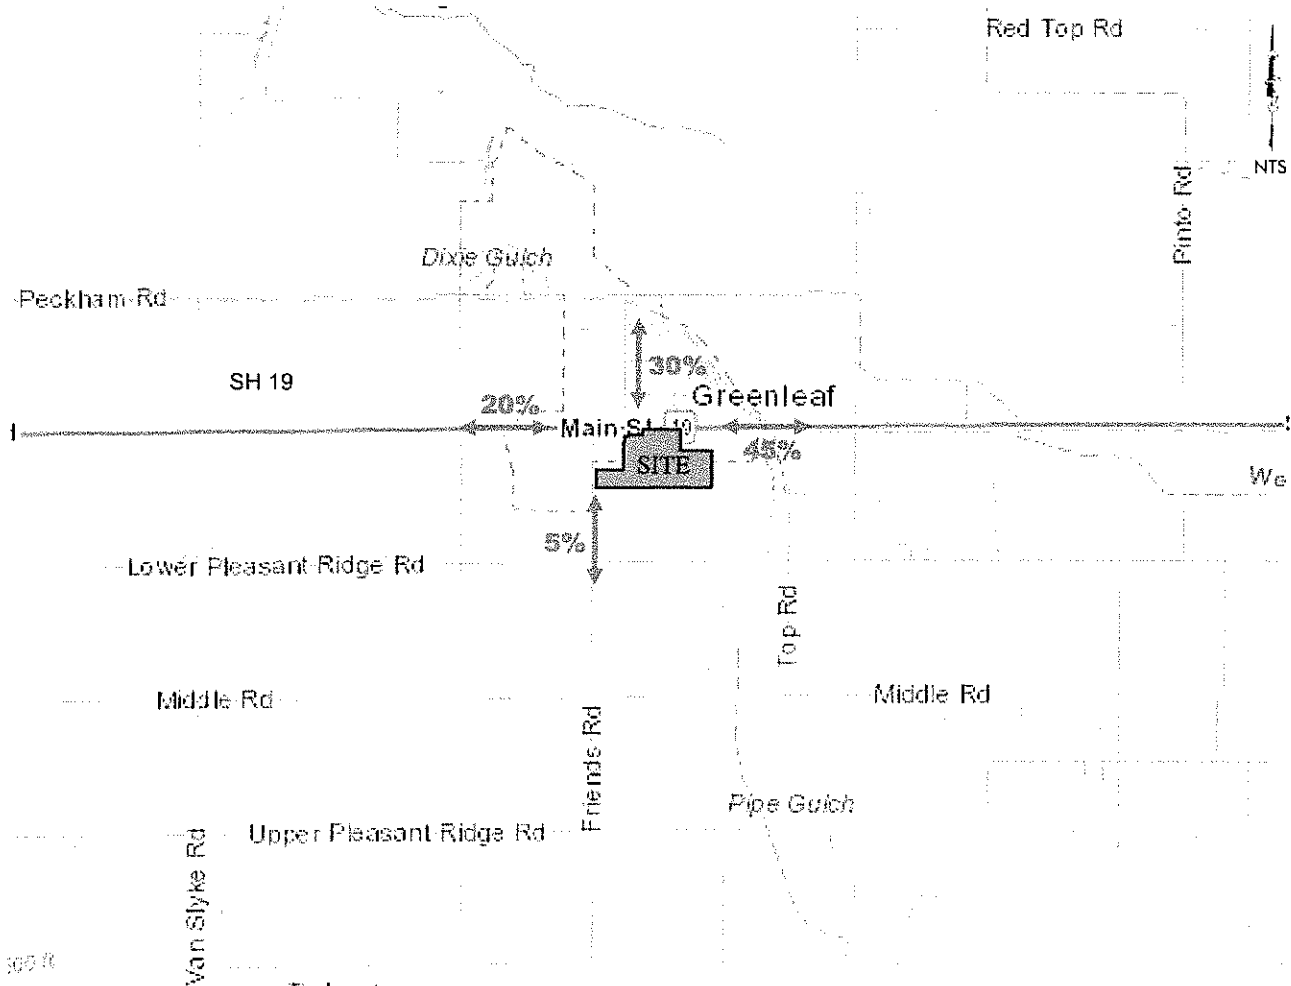 Red Top Rd
NTS
Pinto Rd
Dixie Gulch
Peckham Rd
30%
SH 19
Greenleaf
20%
Main St
19
45%
SITE
We
5%
Lower Pleasant Ridge Rd
Top Rd
Middle Rd
Middle Rd
Friends Rd
Pipe Gulch
Upper Pleasant Ridge Rd
Van Slyke Rd